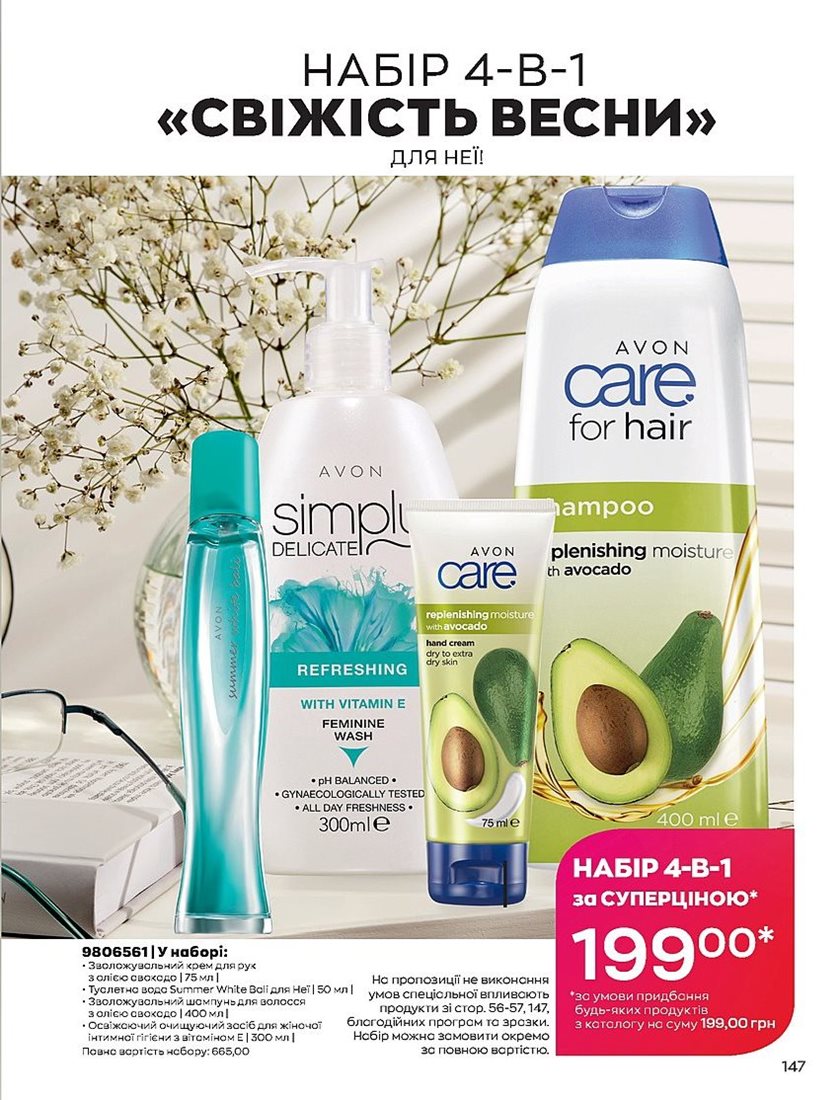 НАБІР 4-В-1
«СВІЖІСТЬ ВЕСНИ»
ДЛЯ НЕЇ!
AVON
care
for hair
hampoo
plenishing moisture
th avocado
400 ml e
AVON
simply
DELICATE
REFRESHING
WITH VITAMIN E
FEMININE
WASH
• pH BALANCED •
• GYNAECOLOGICALLY TESTED
• ALL DAY FRESHNESS •
300ml e
AVON
summer white bali
AVON
care
replenishing moisture
with avocado
hand cream
dry to extra
dry skin
75 ml e
НАБІР 4-В-1
за СУПЕРЦІНОЮ*
199⁰⁰*
*за умови придбання
будь-яких продуктів
з каталогу на суму 199,00 грн
9806561 | У наборі:
• Зволожувальний крем для рук
з олією авокадо | 75 мл |
• Туалетна вода Summer White Bali для Неї | 50 мл |
• Зволожувальний шампунь для волосся
з олією авокадо | 400 мл |
• Освіжаючий очищуючий засіб для жіночої
інтимної гігієни з вітаміном Е | 300 мл |
Повна вартість набору: 665,00
На пропозиції не виконання
умов спеціальної впливають
продукти зі стор. 56-57, 147,
благодійних програм та зразки.
Набір можна замовити окремо
за повною вартістю.
147